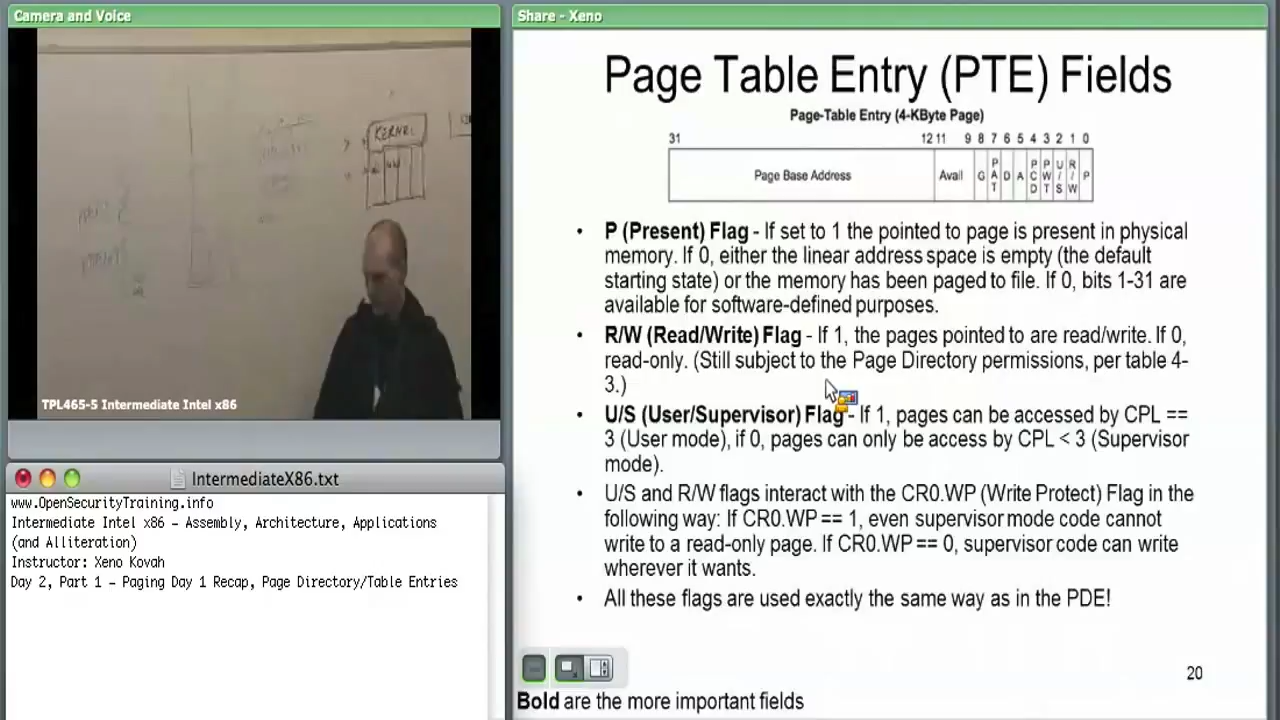 Camera and Voice
KERNEL
TPL465-5 Intermediate Intel x86
IntermediateX86.txt
www.OpenSecurityTraining.info
Intermediate Intel x86 – Assembly, Architecture, Applications
(and Alliteration)
Instructor: Xeno Kovah
Day 2, Part 1 – Paging Day 1 Recap, Page Directory/Table Entries
Share - Xeno
Page Table Entry (PTE) Fields
Page-Table Entry (4-KByte Page)
31 12 11 9 8 7 6 5 4 3 2 1 0
Page Base Address Avail G PAT D A PCD PWT U/S R/W P
• P (Present) Flag - If set to 1 the pointed to page is present in physical
memory. If 0, either the linear address space is empty (the default
starting state) or the memory has been paged to file. If 0, bits 1-31 are
available for software-defined purposes.
• R/W (Read/Write) Flag - If 1, the pages pointed to are read/write. If 0,
read-only. (Still subject to the Page Directory permissions, per table 4-
3.)
• U/S (User/Supervisor) Flag - If 1, pages can be accessed by CPL ==
3 (User mode), if 0, pages can only be access by CPL < 3 (Supervisor
mode).
• U/S and R/W flags interact with the CR0.WP (Write Protect) Flag in the
following way: If CR0.WP == 1, even supervisor mode code cannot
write to a read-only page. If CR0.WP == 0, supervisor code can write
wherever it wants.
• All these flags are used exactly the same way as in the PDE!
20
Bold are the more important fields